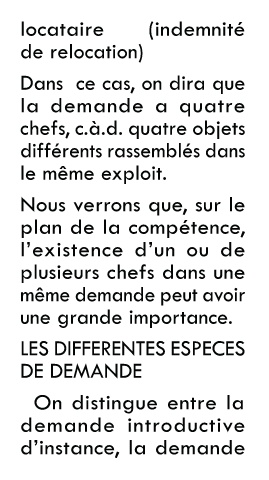 locataire (indemnité
de relocation)
Dans ce cas, on dira que
la demande a quatre
chefs, c.à.d. quatre objets
différents rassemblés dans
le même exploit.
Nous verrons que, sur le
plan de la compétence,
l'existence d'un ou de
plusieurs chefs dans une
même demande peut avoir
une grande importance.
LES DIFFERENTES ESPECES
DE DEMANDE
On distingue entre la
demande introductive
d'instance, la demande